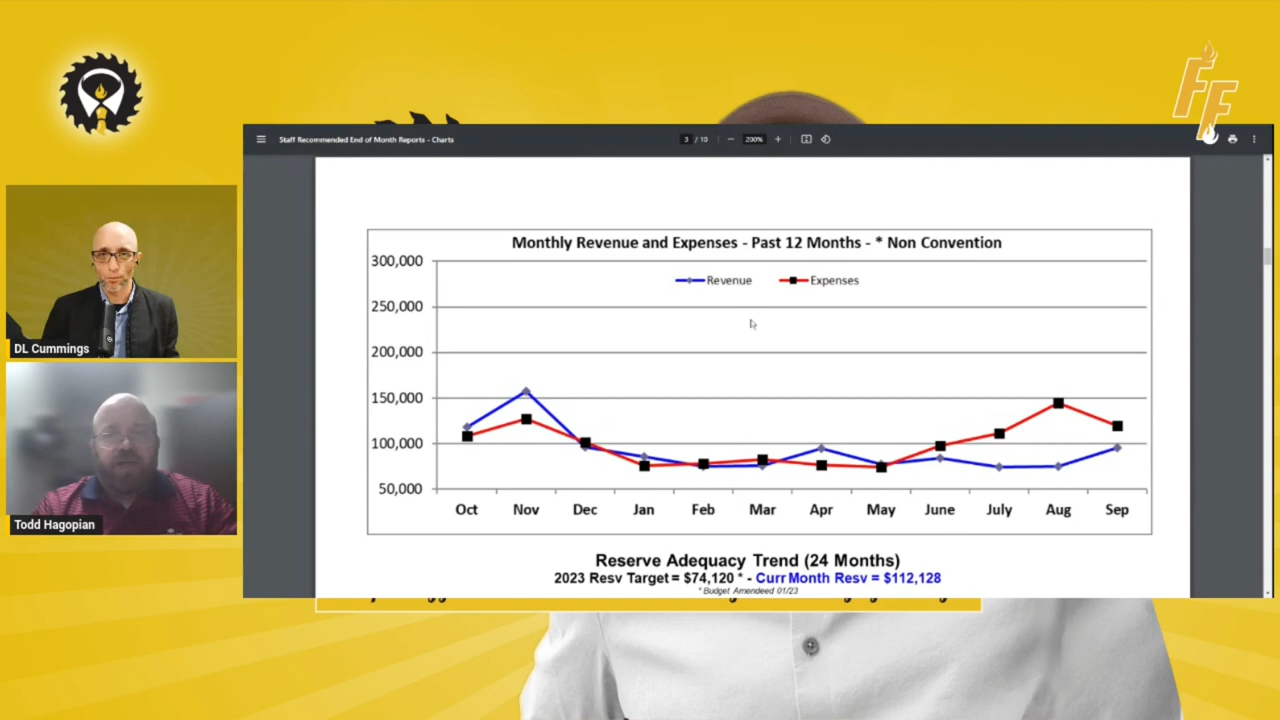 FF
Staff Recommended End of Month Reports - Charts
3 / 10
200%
Monthly Revenue and Expenses - Past 12 Months - * Non Convention
300,000
Revenue
Expenses
250,000
200,000
150,000
100,000
50,000
Oct Nov Dec Jan Feb Mar Apr May June July Aug Sep
Reserve Adequacy Trend (24 Months)
2023 Resv Target = $74,120 * - Curr Month Resv = $112,128
* Budget Amendeed 01/23
DL Cummings
Todd Hagopian